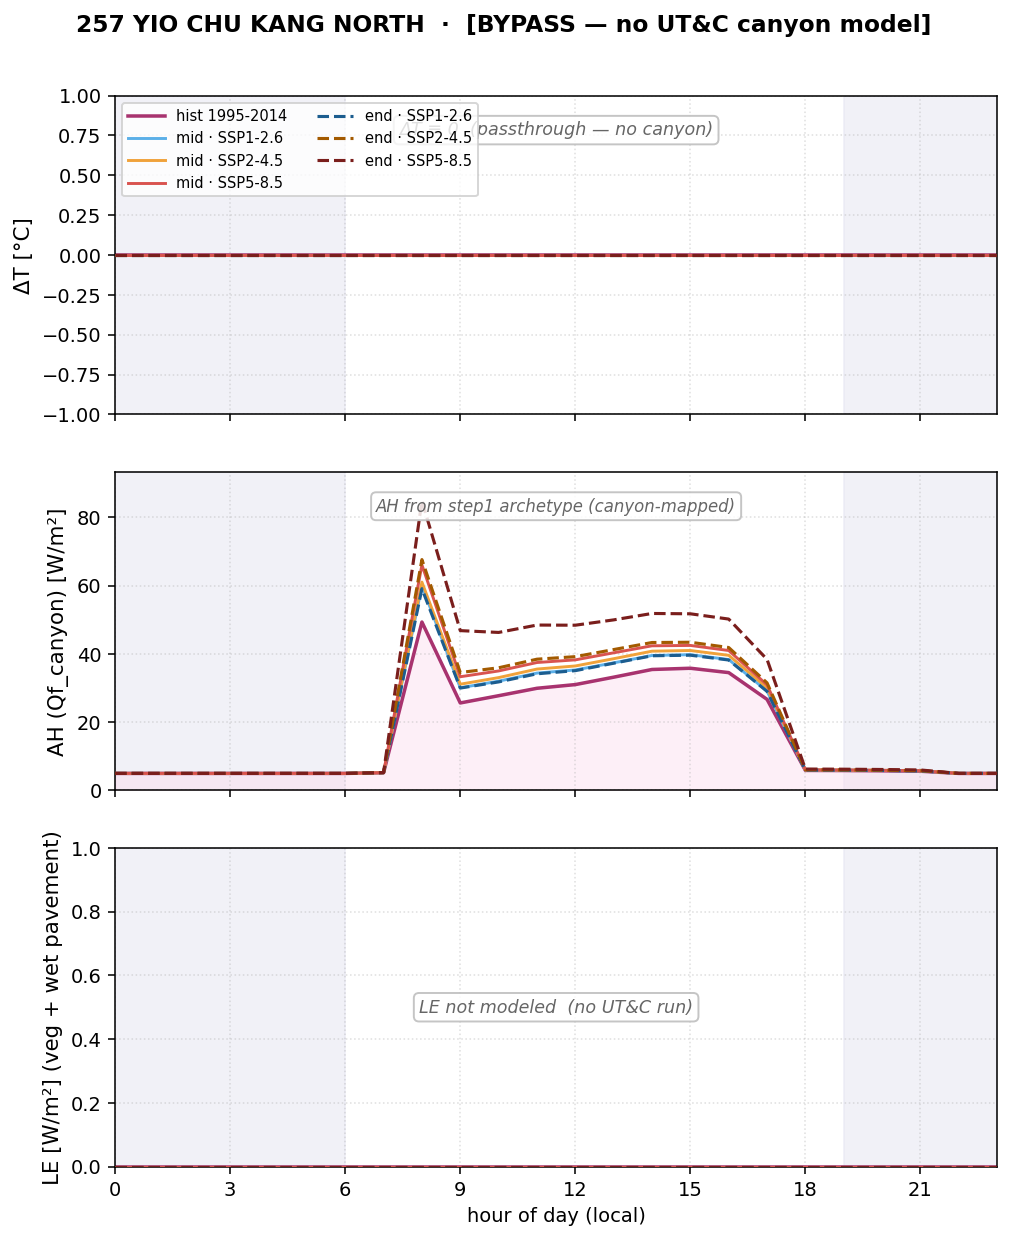 257 YIO CHU KANG NORTH · [BYPASS — no UT&C canyon model]
hist 1995-2014
mid · SSP1-2.6
mid · SSP2-4.5
mid · SSP5-8.5
end · SSP1-2.6
end · SSP2-4.5
end · SSP5-8.5
(passthrough — no canyon)
1.00
0.75
0.50
0.25
0.00
−0.25
−0.50
−0.75
−1.00
ΔT [°C]
AH from step1 archetype (canyon-mapped)
80
60
40
20
0
AH (Qf_canyon) [W/m²]
LE not modeled (no UT&C run)
1.0
0.8
0.6
0.4
0.2
0.0
LE [W/m²] (veg + wet pavement)
0 3 6 9 12 15 18 21
hour of day (local)